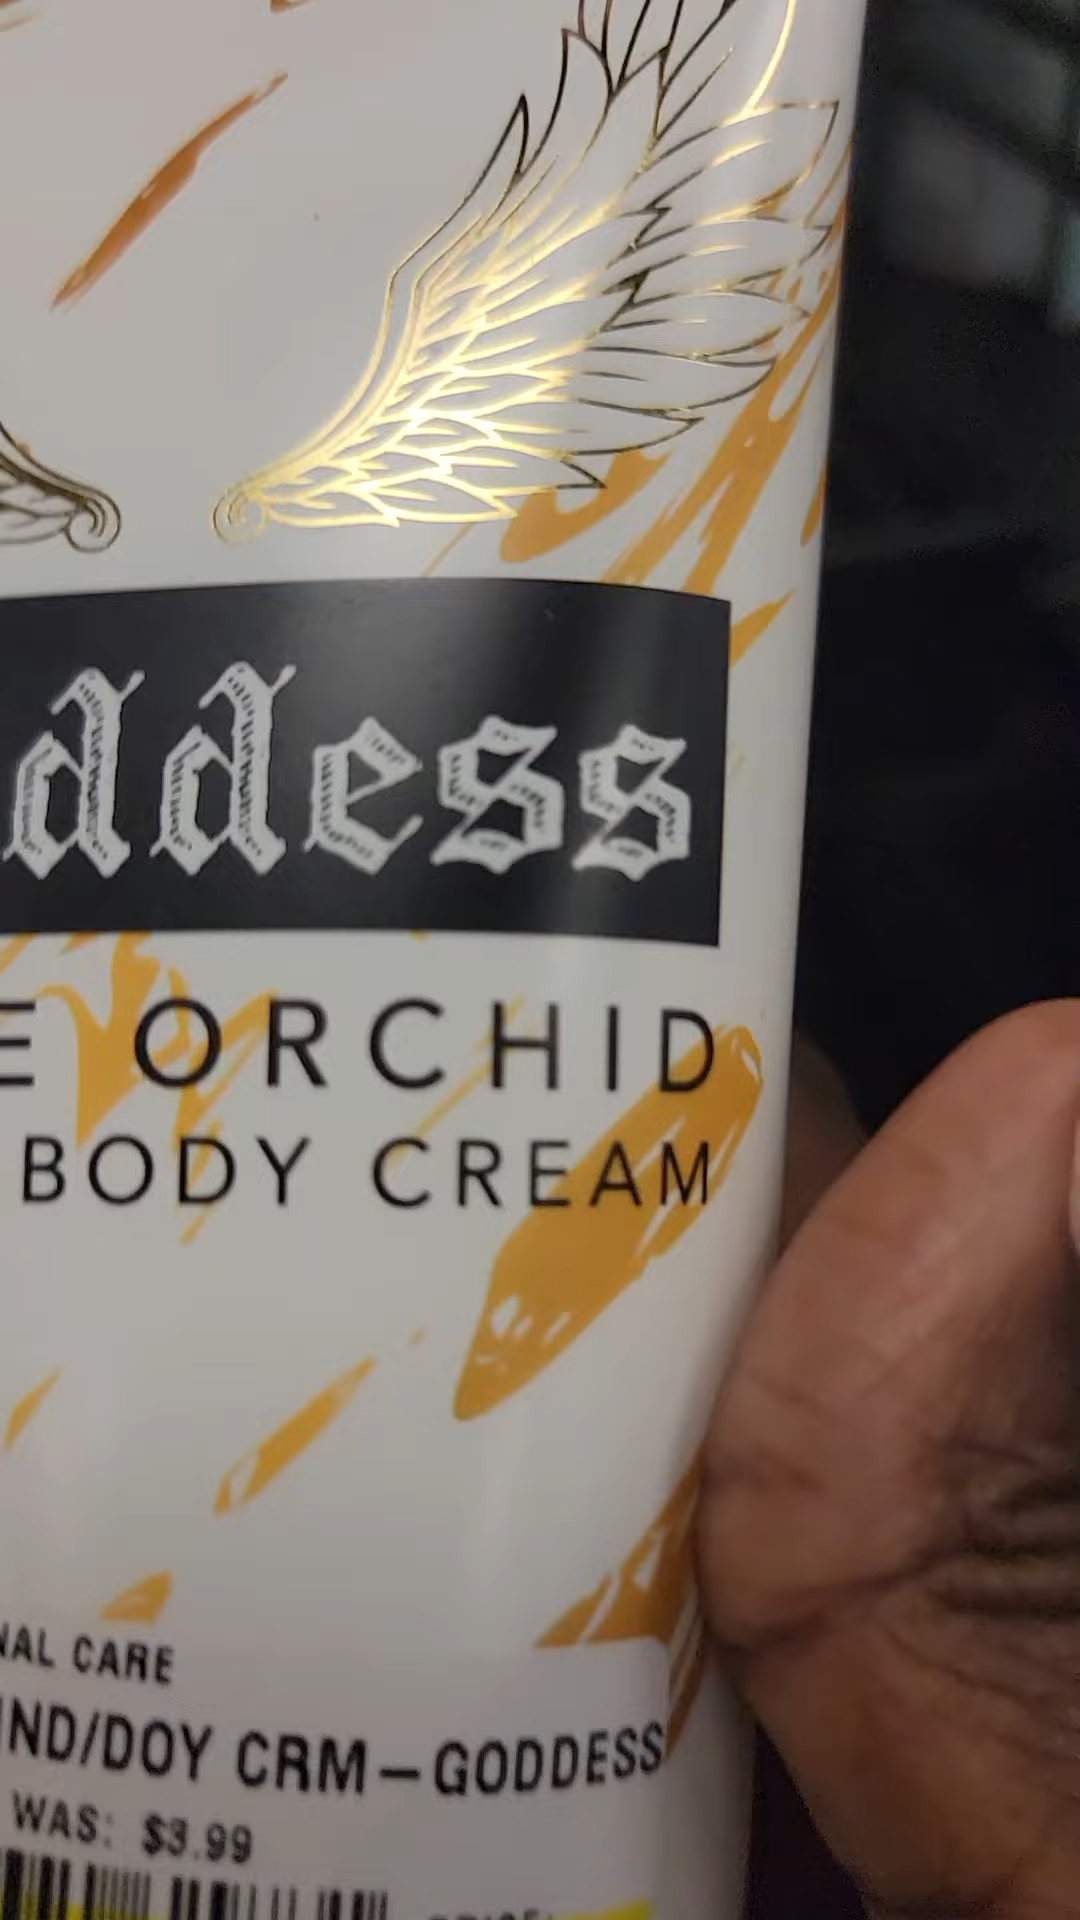 ddess
E ORCHID
BODY CREAM
NAL CARE
IND/DOY CRM-GODDESS
WAS: $3.99